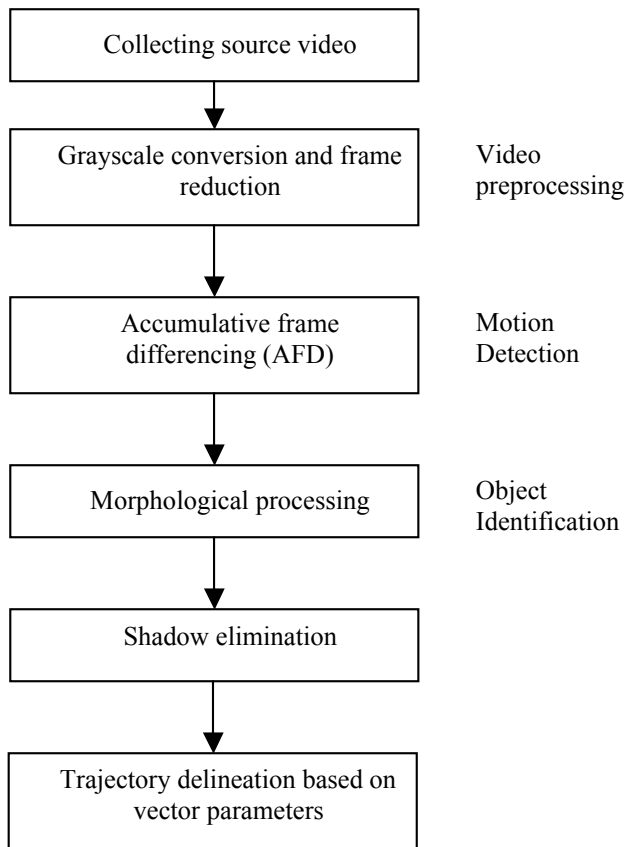 Collecting source video
Grayscale conversion and frame
reduction
Video
preprocessing
Accumulative frame
differencing (AFD)
Motion
Detection
Morphological processing
Object
Identification
Shadow elimination
Trajectory delineation based on
vector parameters